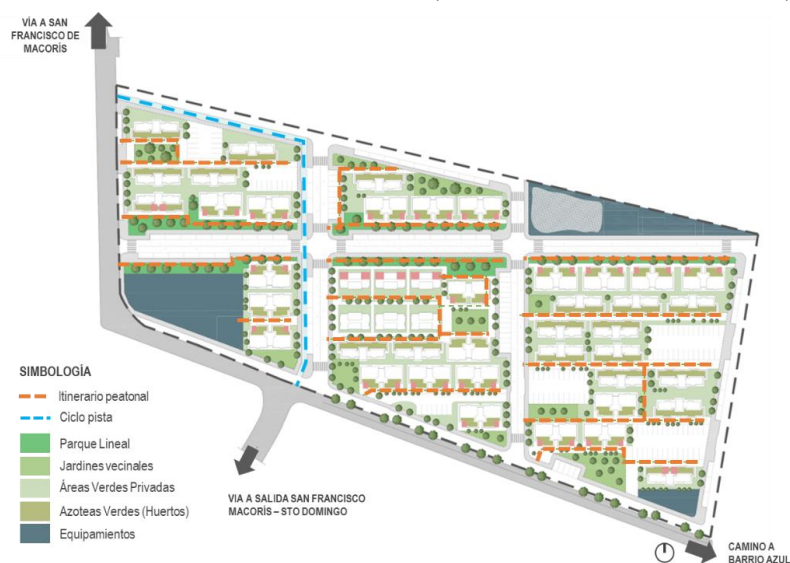 VÍA A SAN
FRANCISCO DE
MACORÍS
SIMBOLOGÍA
Itinerario peatonal
Ciclo pista
Parque Lineal
Jardines vecinales
Áreas Verdes Privadas
Azoteas Verdes (Huertos)
Equipamientos
VIA A SALIDA SAN FRANCISCO
MACORÍS – STO DOMINGO
CAMINO A
BARRIO AZUL